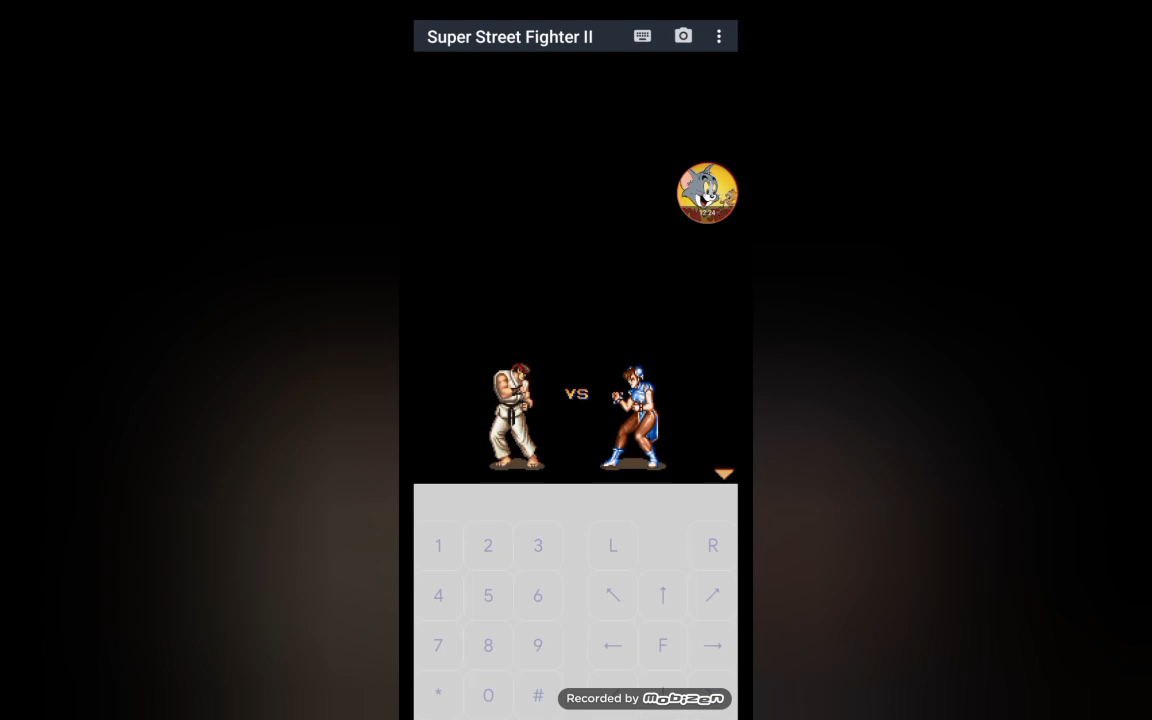 Super Street Fighter II
12:24
VS
1 2 3 L R
4 5 6 ↖ ↑ ↗
7 8 9 ← F →
* 0 #
Recorded by mobizen